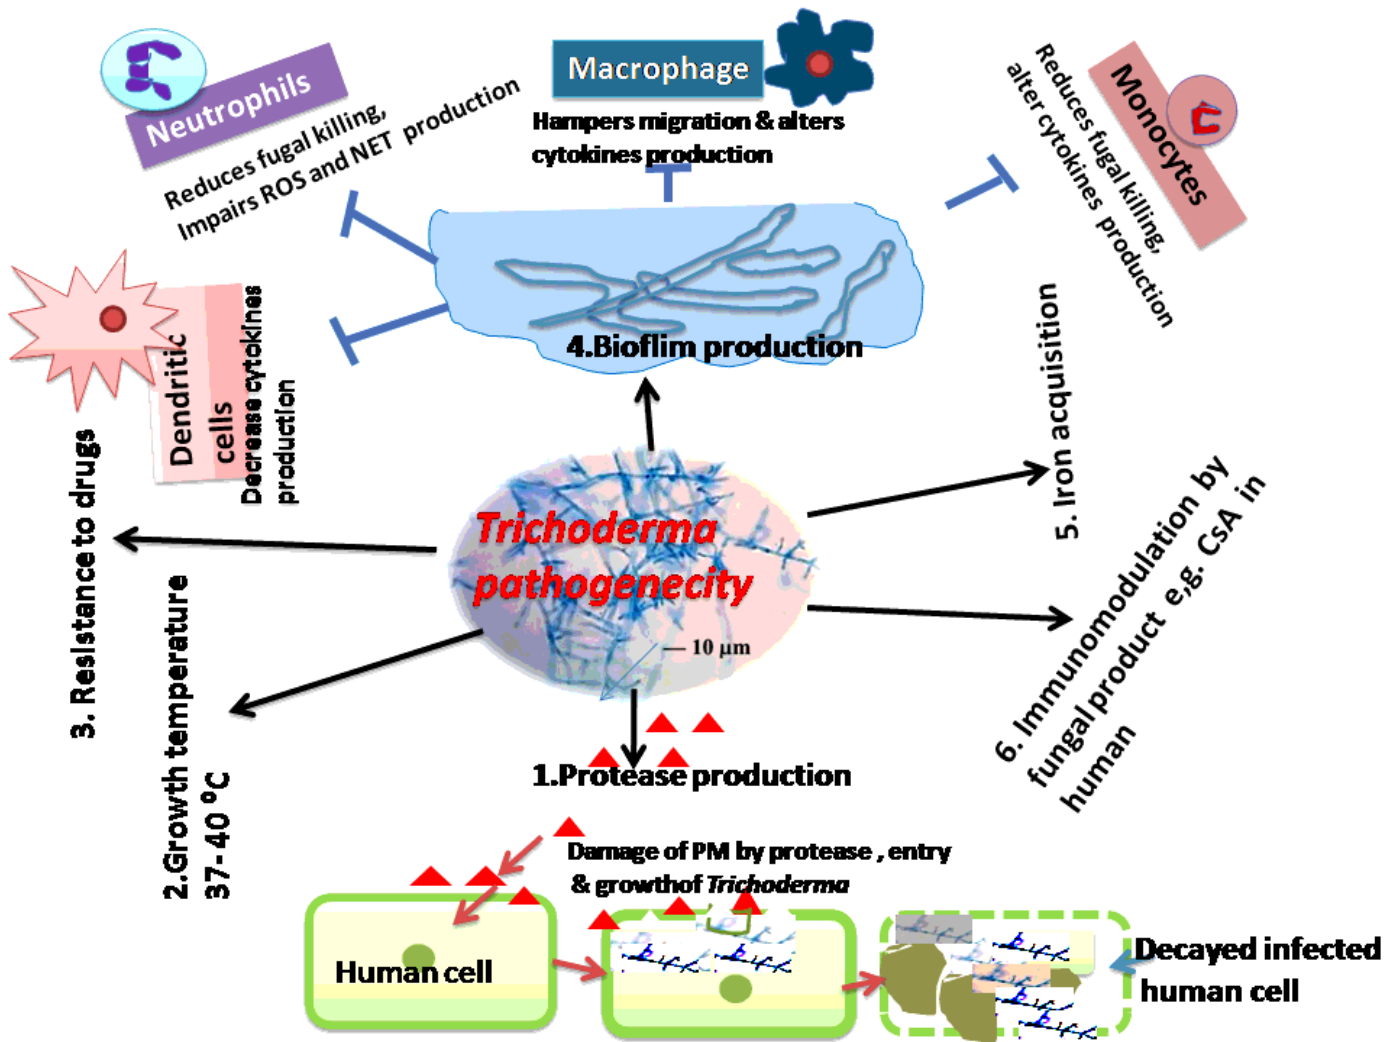 Neutrophils
Reduces fugal killing,
Impairs ROS and NET production
Macrophage
Hampers migration & alters
cytokines production
Monocytes
Reduces fugal killing,
alter cytokines production
Dendritic
cells
Decrease cytokines
production
4.Bioflim production
5. Iron acquisition
3. Resistance to drugs
Trichoderma
pathogenecity
10 µm
2.Growth temperature
37- 40 ⁰C
6. Immunomodulation by
fungal product e,g. CsA in
human
1.Protease production
Damage of PM by protease , entry
& growthof Trichoderma
Human cell
Decayed infected
human cell